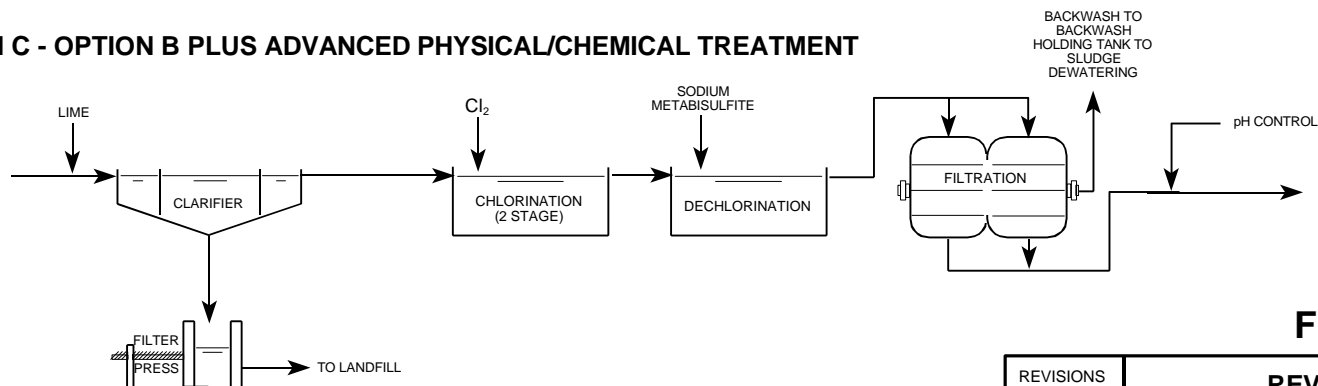 C - OPTION B PLUS ADVANCED PHYSICAL/CHEMICAL TREATMENT
BACKWASH TO
BACKWASH
HOLDING TANK TO
SLUDGE
DEWATERING
LIME
Cl₂
SODIUM
METABISULFITE
pH CONTROL
CLARIFIER
CHLORINATION
(2 STAGE)
DECHLORINATION
FILTRATION
FILTER
PRESS
TO LANDFILL
F
REVISIONS
REV